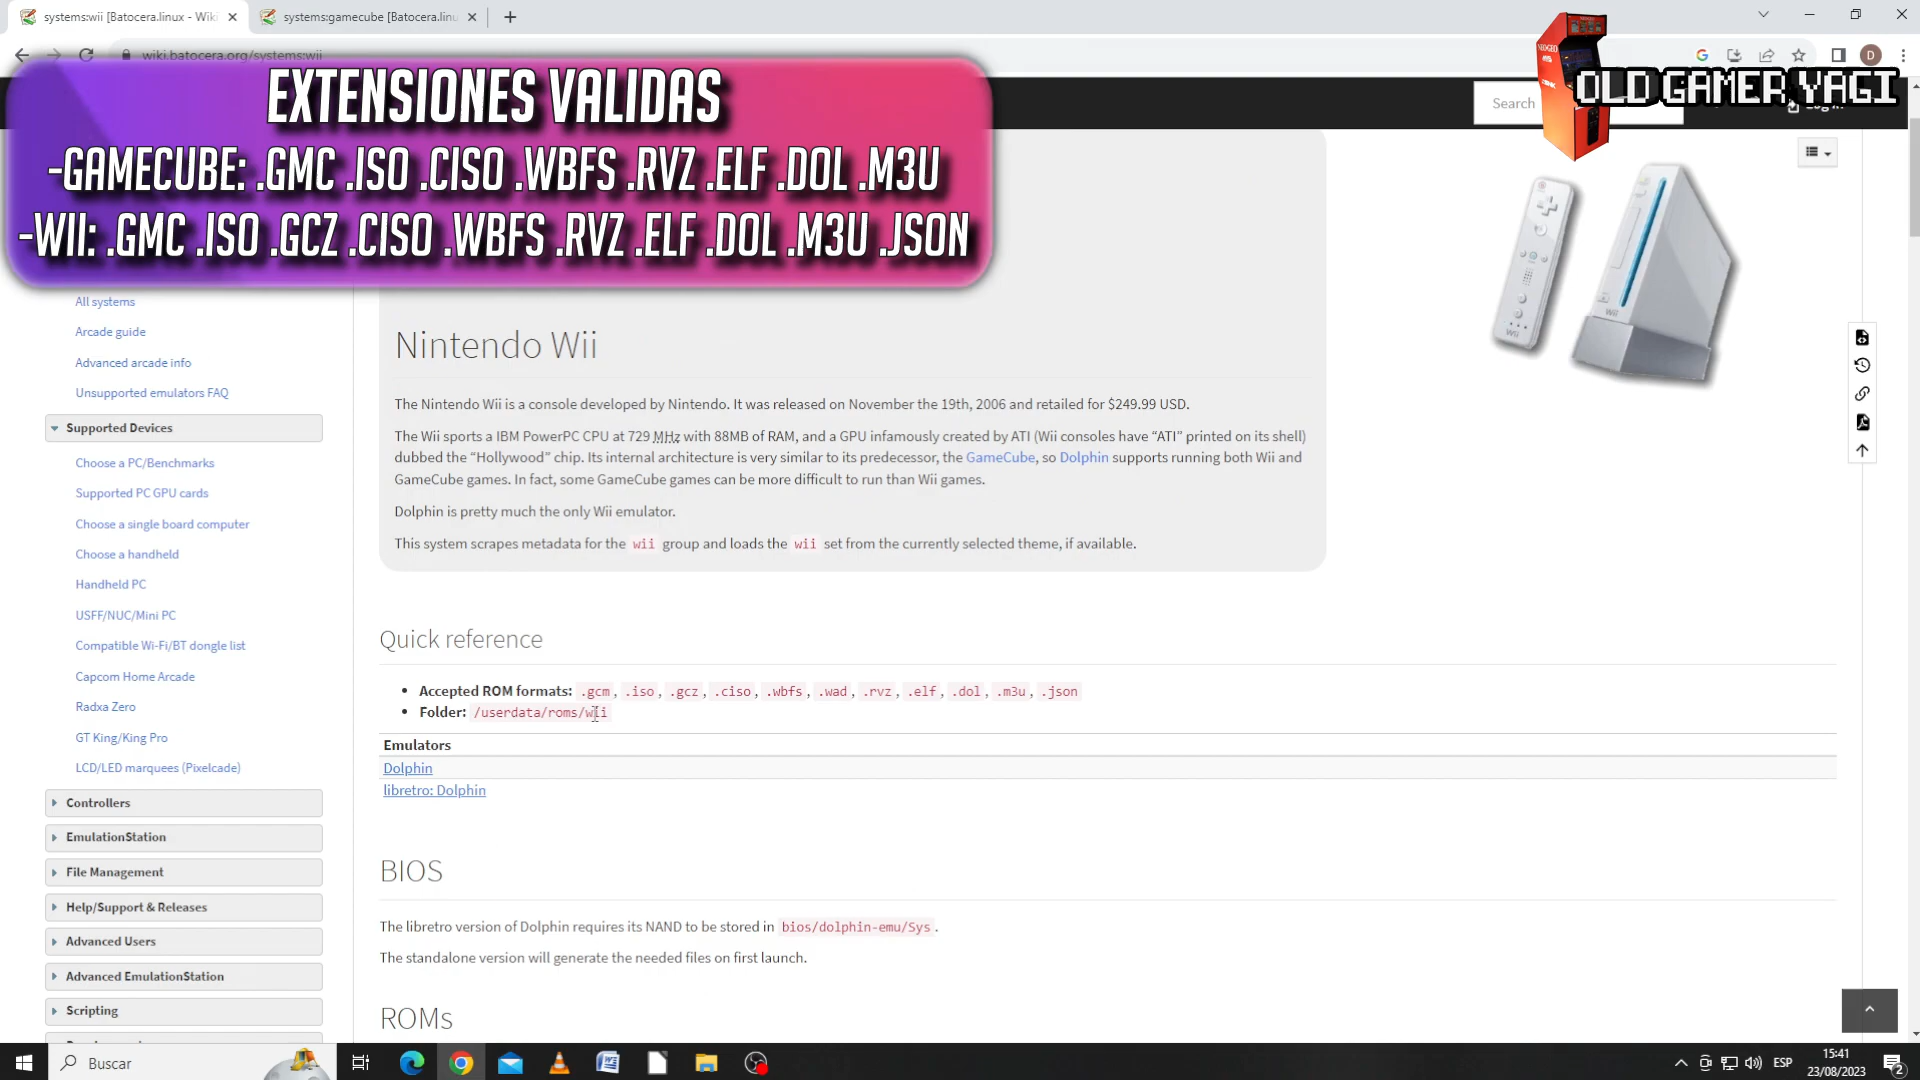 systems:wii [Batocera.linux - Wiki
systems:gamecube [Batocera.linu
wiki.batocera.org/systems:wii
D
EXTENSIONES VALIDAS
-GAMECUBE: .GMC .ISO .CISO .WBFS .RVZ .ELF .DOL .M3U
-WII: .GMC .ISO .GCZ .CISO .WBFS .RVZ .ELF .DOL .M3U .JSON
Search
OLD GAMER YAGI
All systems
Arcade guide
Advanced arcade info
Unsupported emulators FAQ
Supported Devices
Choose a PC/Benchmarks
Supported PC GPU cards
Choose a single board computer
Choose a handheld
Handheld PC
USFF/NUC/Mini PC
Compatible Wi-Fi/BT dongle list
Capcom Home Arcade
Radxa Zero
GT King/King Pro
LCD/LED marquees (Pixelcade)
Controllers
EmulationStation
File Management
Help/Support & Releases
Advanced Users
Advanced EmulationStation
Scripting
Nintendo Wii
The Nintendo Wii is a console developed by Nintendo. It was released on November the 19th, 2006 and retailed for $249.99 USD.
The Wii sports a IBM PowerPC CPU at 729 MHz with 88MB of RAM, and a GPU infamously created by ATI (Wii consoles have “ATI” printed on its shell)
dubbed the “Hollywood” chip. Its internal architecture is very similar to its predecessor, the GameCube, so Dolphin supports running both Wii and
GameCube games. In fact, some GameCube games can be more difficult to run than Wii games.
Dolphin is pretty much the only Wii emulator.
This system scrapes metadata for the wii group and loads the wii set from the currently selected theme, if available.
Quick reference
Accepted ROM formats: .gcm, .iso, .gcz, .ciso, .wbfs, .wad, .rvz, .elf, .dol, .m3u, .json
Folder: /userdata/roms/wii
Emulators
Dolphin
libretro: Dolphin
BIOS
The libretro version of Dolphin requires its NAND to be stored in bios/dolphin-emu/Sys.
The standalone version will generate the needed files on first launch.
ROMs
Wii
Wii
Buscar
ESP
15:41
23/08/2023
2